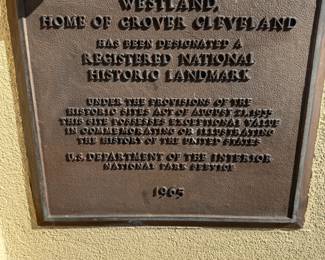 WESTLAND,
HOME OF GROVER CLEVELAND
HAS BEEN DESIGNATED A
REGISTERED NATIONAL
HISTORIC LANDMARK
UNDER THE PROVISIONS OF THE
HISTORIC SITES ACT OF AUGUST 21, 1935
THIS SITE POSSESSES EXCEPTIONAL VALUE
IN COMMEMORATING OR ILLUSTRATING
THE HISTORY OF THE UNITED STATES
U.S. DEPARTMENT OF THE INTERIOR
NATIONAL PARK SERVICE
1965